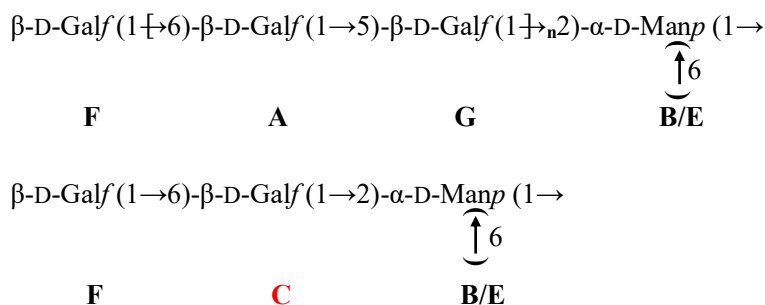 β-D-Galf (1⁅→6)-β-D-Galf (1→5)-β-D-Galf (1⁆→n2)-α-D-Manp (1→
6
F A G B/E
β-D-Galf (1→6)-β-D-Galf (1→2)-α-D-Manp (1→
6
F C B/E